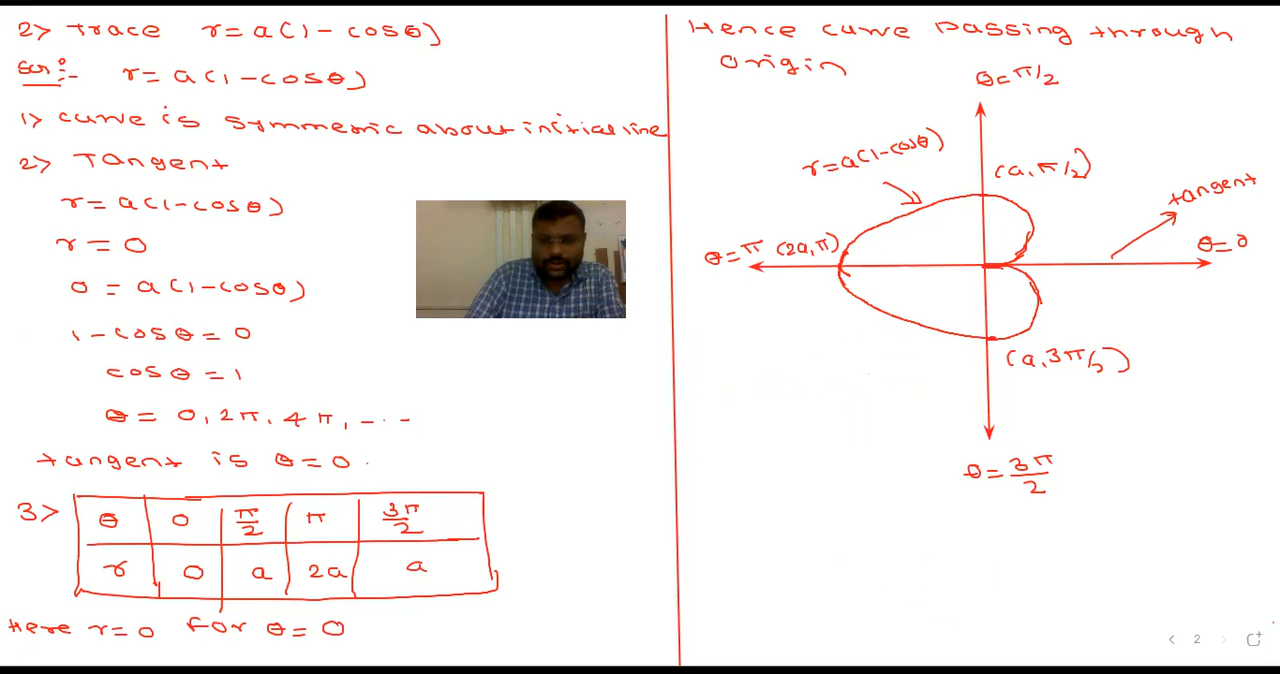 2> Trace r=a(1-cosθ)
Soln:- r=a(1-cosθ)
1> curve is symmetric about initial line
2> Tangent
r=a(1-cosθ)
r=0
0=a(1-cosθ)
1-cosθ=0
cosθ=1
θ=0,2π,4π,---
tangent is θ=0.
3> θ 0 π/2 π 3π/2
r 0 a 2a a
Here r=0 for θ=0
Hence curve passing through
origin
θ=π/2
r=a(1-cosθ)
(a,π/2)
tangent
θ=π (2a,π)
θ=0
(a,3π/2)
θ=3π/2
< 2 >